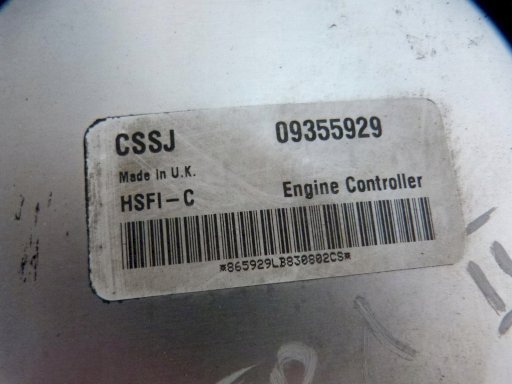 CSSJ 09355929
Made in U.K.
HSFI-C Engine Controller
*865929LB830802CS*